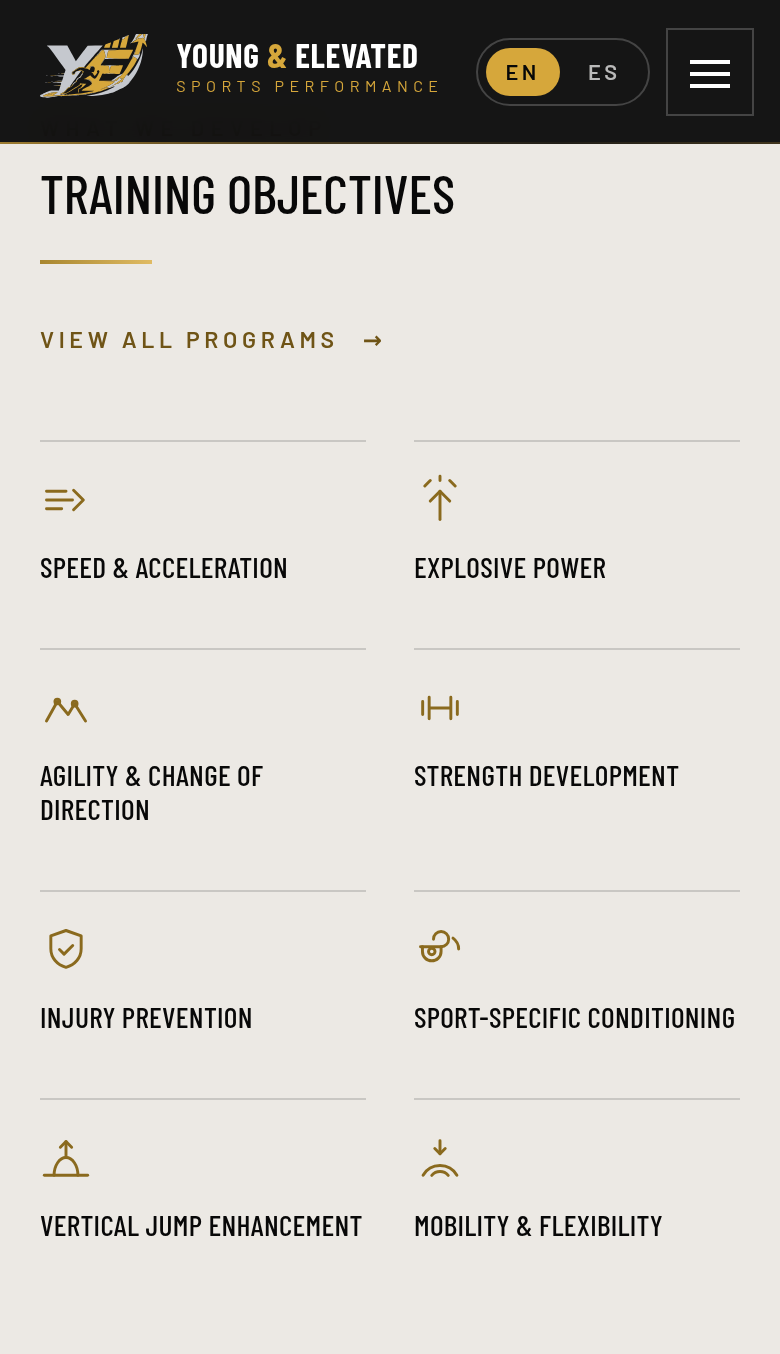 YOUNG & ELEVATED
SPORTS PERFORMANCE
EN
ES
TRAINING OBJECTIVES
VIEW ALL PROGRAMS →
SPEED & ACCELERATION
EXPLOSIVE POWER
AGILITY & CHANGE OF
DIRECTION
STRENGTH DEVELOPMENT
INJURY PREVENTION
SPORT-SPECIFIC CONDITIONING
VERTICAL JUMP ENHANCEMENT
MOBILITY & FLEXIBILITY